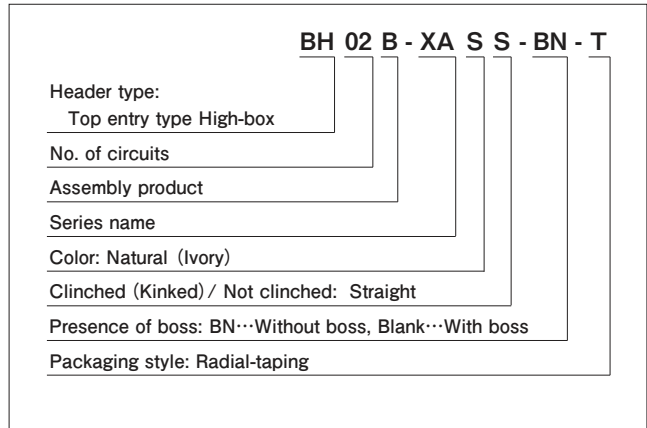 BH 02 B - XA S S - BN - T
Header type:
Top entry type High-box
No. of circuits
Assembly product
Series name
Color: Natural (Ivory)
Clinched (Kinked) / Not clinched: Straight
Presence of boss: BN…Without boss, Blank…With boss
Packaging style: Radial-taping